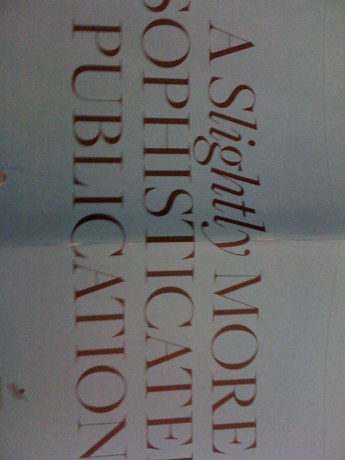 A Slightly MORE
SOPHISTICATE
PUBLICATION